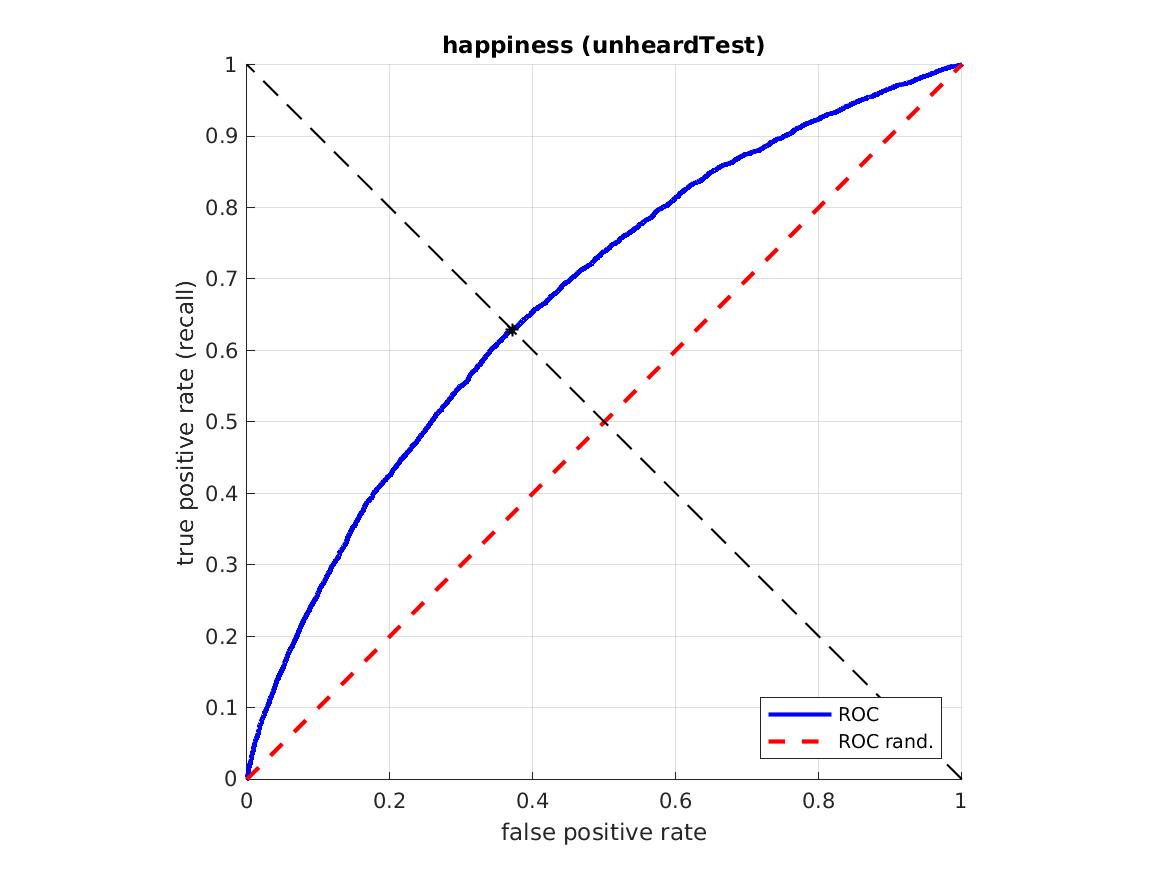 happiness (unheardTest)
1
0.9
0.8
0.7
0.6
0.5
0.4
0.3
0.2
0.1
0
true positive rate (recall)
ROC
ROC rand.
0 0.2 0.4 0.6 0.8 1
false positive rate